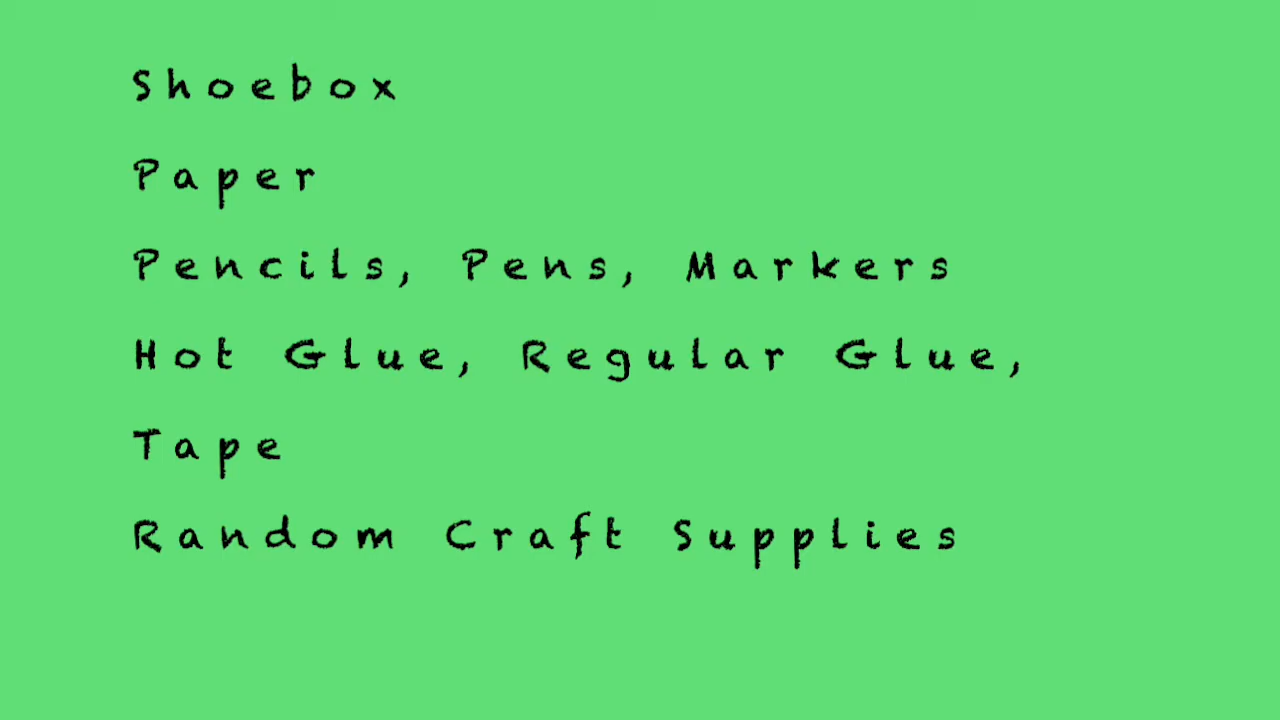 Shoebox
Paper
Pencils, Pens, Markers
Hot Glue, Regular Glue,
Tape
Random Craft Supplies